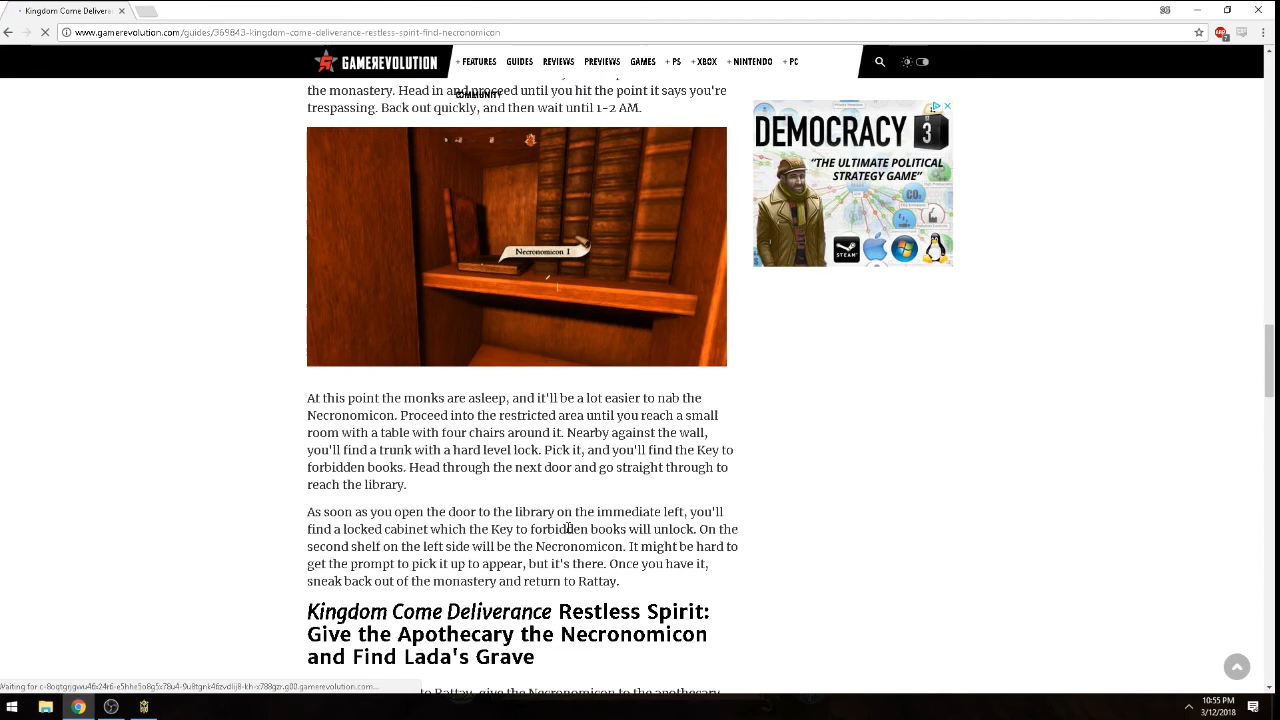 Kingdom Come Deliveran
SG
www.gamerevolution.com/guides/369843-kingdom-come-deliverance-restless-spirit-find-necronomicon
GAMEREVOLUTION
+ FEATURES GUIDES REVIEWS PREVIEWS GAMES + PS + XBOX + NINTENDO + PC
COMMUNITY
the monastery. Head in and proceed until you hit the point it says you're
trespassing. Back out quickly, and then wait until 1-2 AM.
Necronomicon I
DEMOCRACY 3
"THE ULTIMATE POLITICAL
STRATEGY GAME"
CO2
STEAM
At this point the monks are asleep, and it'll be a lot easier to nab the
Necronomicon. Proceed into the restricted area until you reach a small
room with a table with four chairs around it. Nearby against the wall,
you'll find a trunk with a hard level lock. Pick it, and you'll find the Key to
forbidden books. Head through the next door and go straight through to
reach the library.
As soon as you open the door to the library on the immediate left, you'll
find a locked cabinet which the Key to forbidden books will unlock. On the
second shelf on the left side will be the Necronomicon. It might be hard to
get the prompt to pick it up to appear, but it's there. Once you have it,
sneak back out of the monastery and return to Rattay.
Kingdom Come Deliverance Restless Spirit:
Give the Apothecary the Necronomicon
and Find Lada's Grave
to Rattay, give the Necronomicon to the apothecary
10:55 PM
3/12/2018